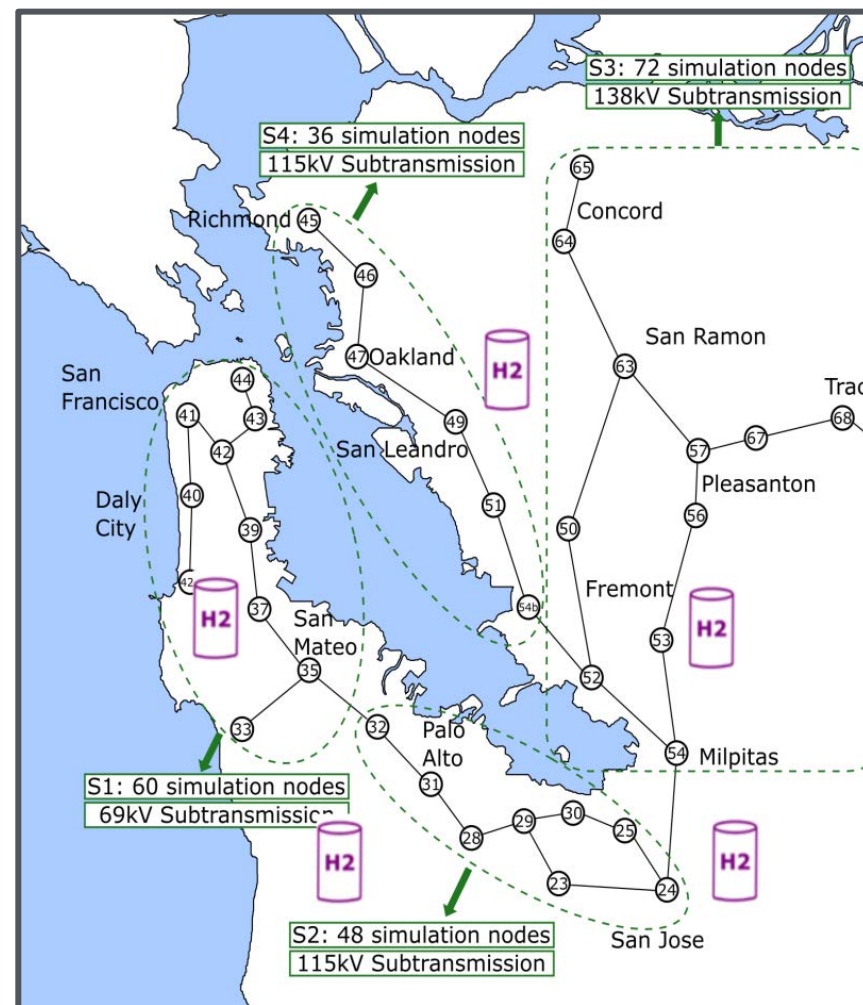 S3: 72 simulation nodes
138kV Subtransmission
S4: 36 simulation nodes
115kV Subtransmission
65
Concord
64
Richmond
45
46
47
Oakland
H2
San Ramon
63
San
Francisco
44
41
43
42
49
San Leandro
57
67
68
Trac
Pleasanton
56
Daly
City
40
51
39
50
42
H2
37
San
Mateo
54b
Fremont
53
H2
35
52
33
32
Palo
Alto
54
Milpitas
31
S1: 60 simulation nodes
69kV Subtransmission
H2
28
29
30
25
H2
23
24
S2: 48 simulation nodes
115kV Subtransmission
San Jose